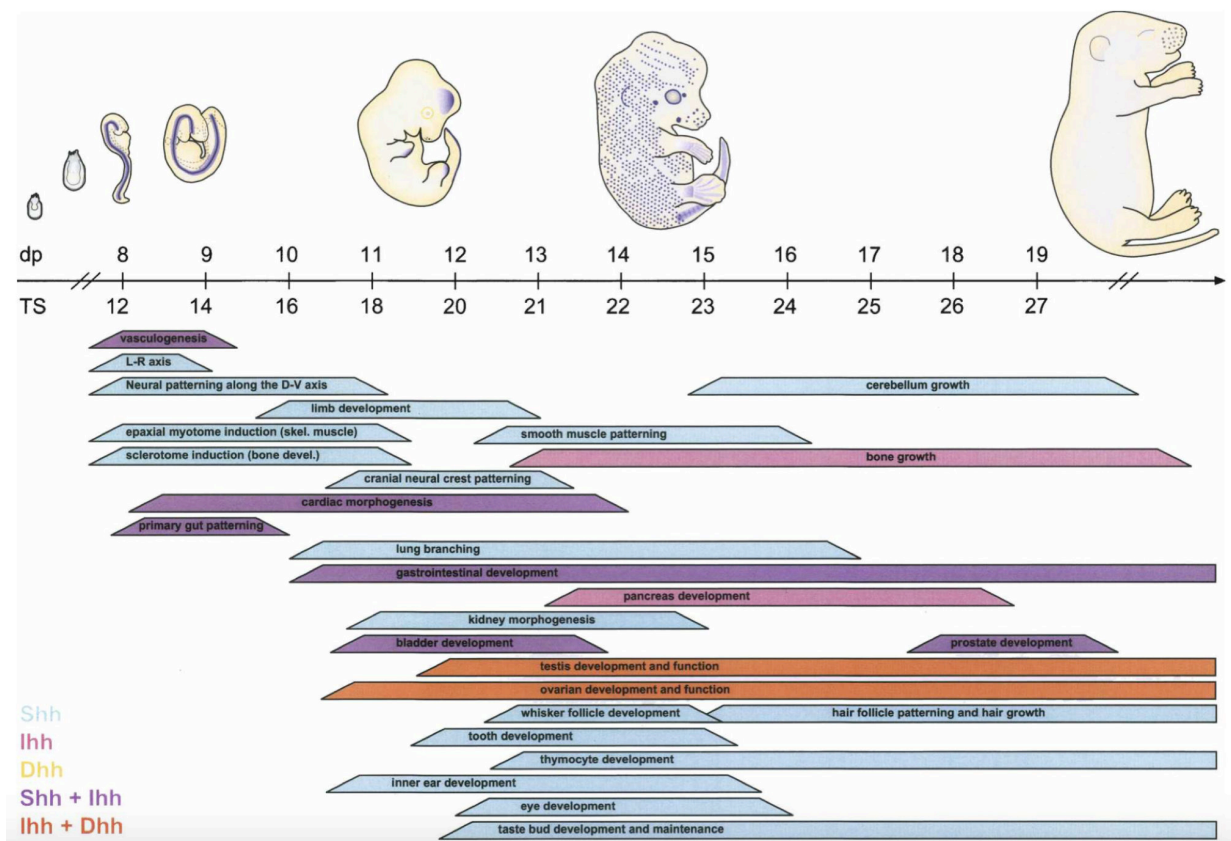 dp 8 9 10 11 12 13 14 15 16 17 18 19
TS 12 14 16 18 20 21 22 23 24 25 26 27
vasculogenesis
L-R axis
Neural patterning along the D-V axis cerebellum growth
limb development
epaxial myotome induction (skel. muscle) smooth muscle patterning
sclerotome induction (bone devel.) bone growth
cranial neural crest patterning
cardiac morphogenesis
primary gut patterning
lung branching
gastrointestinal development
pancreas development
kidney morphogenesis
bladder development prostate development
testis development and function
ovarian development and function
whisker follicle development hair follicle patterning and hair growth
tooth development
thymocyte development
inner ear development
eye development
taste bud development and maintenance
Shh
Ihh
Dhh
Shh + Ihh
Ihh + Dhh